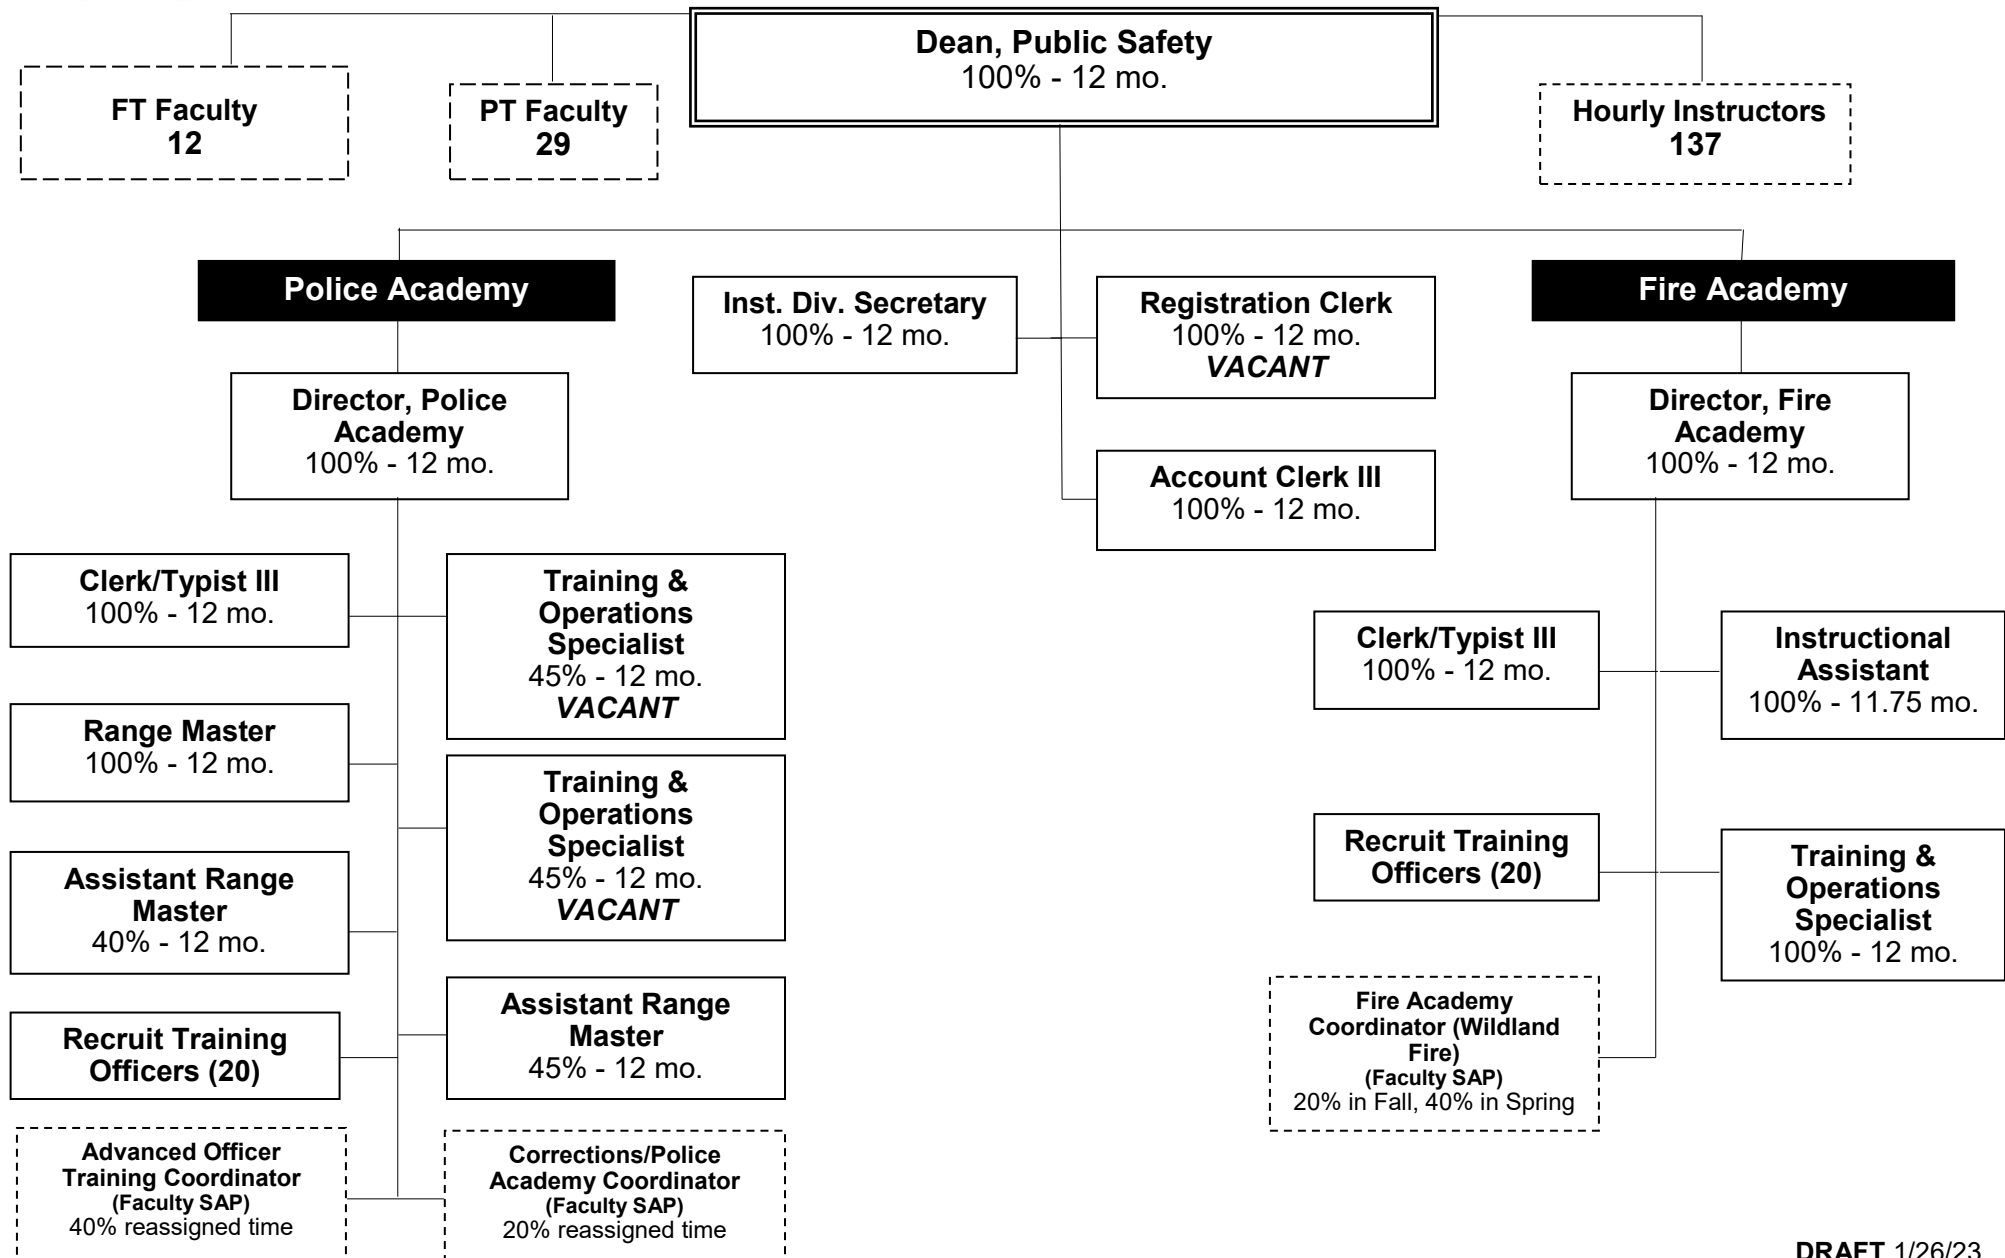 Dean, Public Safety
100% - 12 mo.
FT Faculty
12
PT Faculty
29
Hourly Instructors
137
Police Academy
Inst. Div. Secretary
100% - 12 mo.
Registration Clerk
100% - 12 mo.
VACANT
Fire Academy
Director, Police
Academy
100% - 12 mo.
Account Clerk III
100% - 12 mo.
Director, Fire
Academy
100% - 12 mo.
Clerk/Typist III
100% - 12 mo.
Training &
Operations
Specialist
45% - 12 mo.
VACANT
Range Master
100% - 12 mo.
Training &
Operations
Specialist
45% - 12 mo.
VACANT
Assistant Range
Master
40% - 12 mo.
Assistant Range
Master
45% - 12 mo.
Recruit Training
Officers (20)
Advanced Officer
Training Coordinator
(Faculty SAP)
40% reassigned time
Corrections/Police
Academy Coordinator
(Faculty SAP)
20% reassigned time
Clerk/Typist III
100% - 12 mo.
Instructional
Assistant
100% - 11.75 mo.
Recruit Training
Officers (20)
Training &
Operations
Specialist
100% - 12 mo.
Fire Academy
Coordinator (Wildland
Fire)
(Faculty SAP)
20% in Fall, 40% in Spring
DRAFT 1/26/23